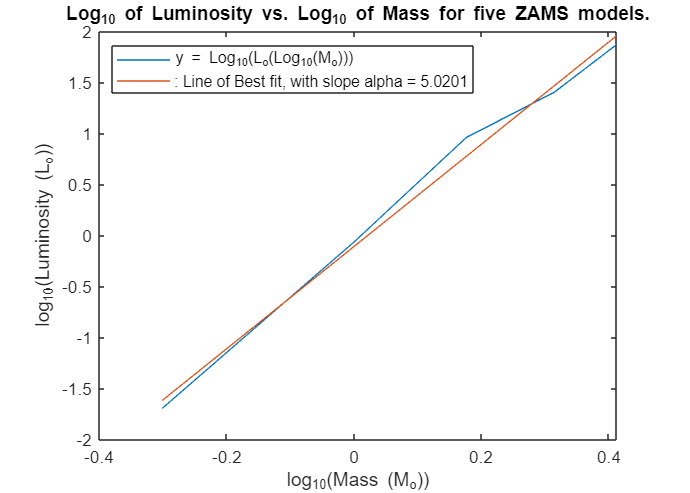 Log₁₀ of Luminosity vs. Log₁₀ of Mass for five ZAMS models.
y = Log₁₀(Lₒ(Log₁₀(Mₒ)))
: Line of Best fit, with slope alpha = 5.0201
2
1.5
1
0.5
0
-0.5
-1
-1.5
-2
log₁₀(Luminosity (Lₒ))
-0.4 -0.2 0 0.2 0.4
log₁₀(Mass (Mₒ))